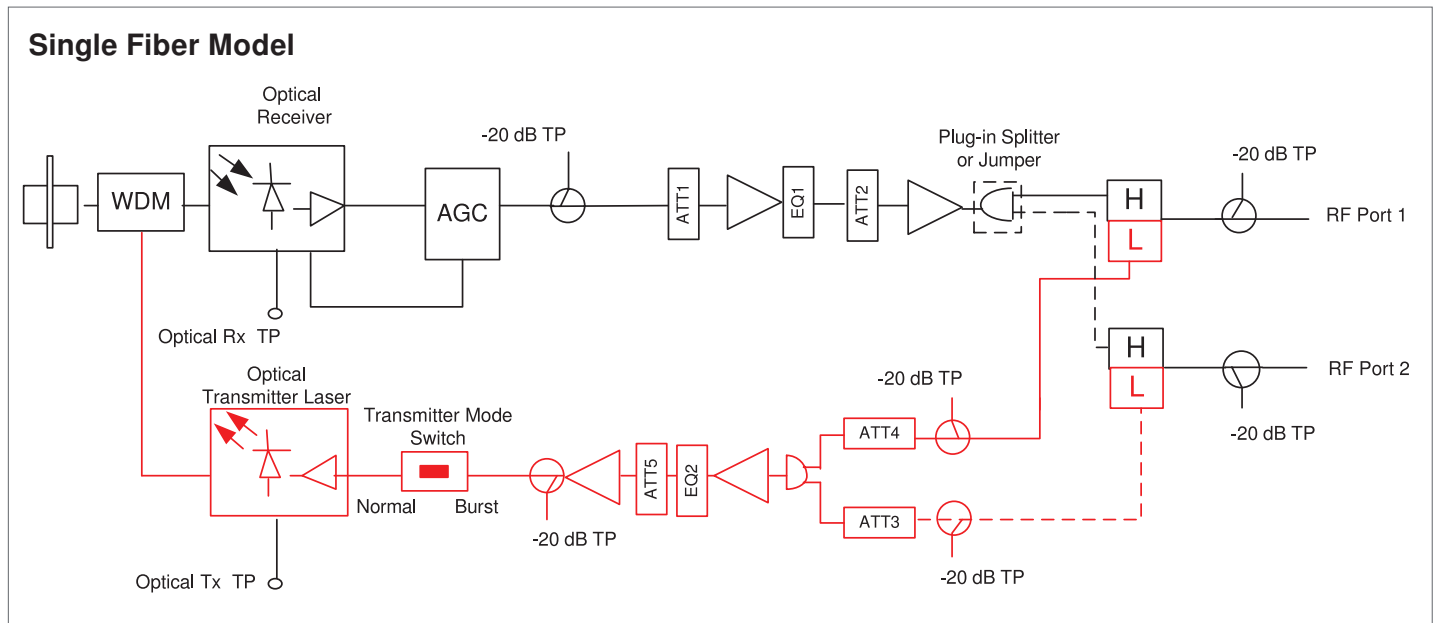 Single Fiber Model
Optical
Receiver
-20 dB TP
Plug-in Splitter
or Jumper
-20 dB TP
WDM
AGC
ATT1
EQ1
ATT2
H
L
RF Port 1
Optical Rx TP
H
L
RF Port 2
-20 dB TP
Optical
Transmitter Laser
Transmitter Mode
Switch
Normal
Burst
-20 dB TP
ATT5
EQ2
ATT4
-20 dB TP
ATT3
-20 dB TP
Optical Tx TP